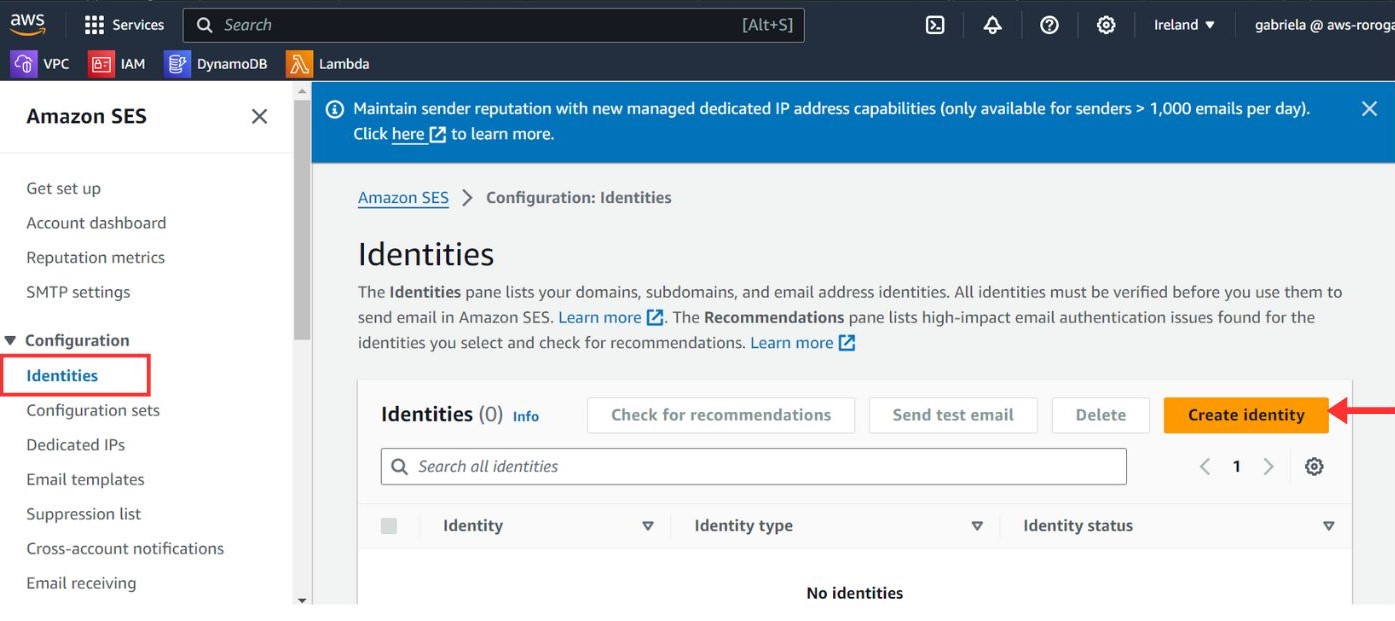 aws
Services
Search
[Alt+S]
Ireland
gabriela @ aws-roroga
VPC
IAM
DynamoDB
Lambda
Amazon SES
Get set up
Account dashboard
Reputation metrics
SMTP settings
Configuration
Identities
Configuration sets
Dedicated IPs
Email templates
Suppression list
Cross-account notifications
Email receiving
Maintain sender reputation with new managed dedicated IP address capabilities (only available for senders > 1,000 emails per day).
Click here to learn more.
Amazon SES > Configuration: Identities
Identities
The Identities pane lists your domains, subdomains, and email address identities. All identities must be verified before you use them to
send email in Amazon SES. Learn more. The Recommendations pane lists high-impact email authentication issues found for the
identities you select and check for recommendations. Learn more
Identities (0) Info
Check for recommendations
Send test email
Delete
Create identity
Search all identities
1
Identity
Identity type
Identity status
No identities